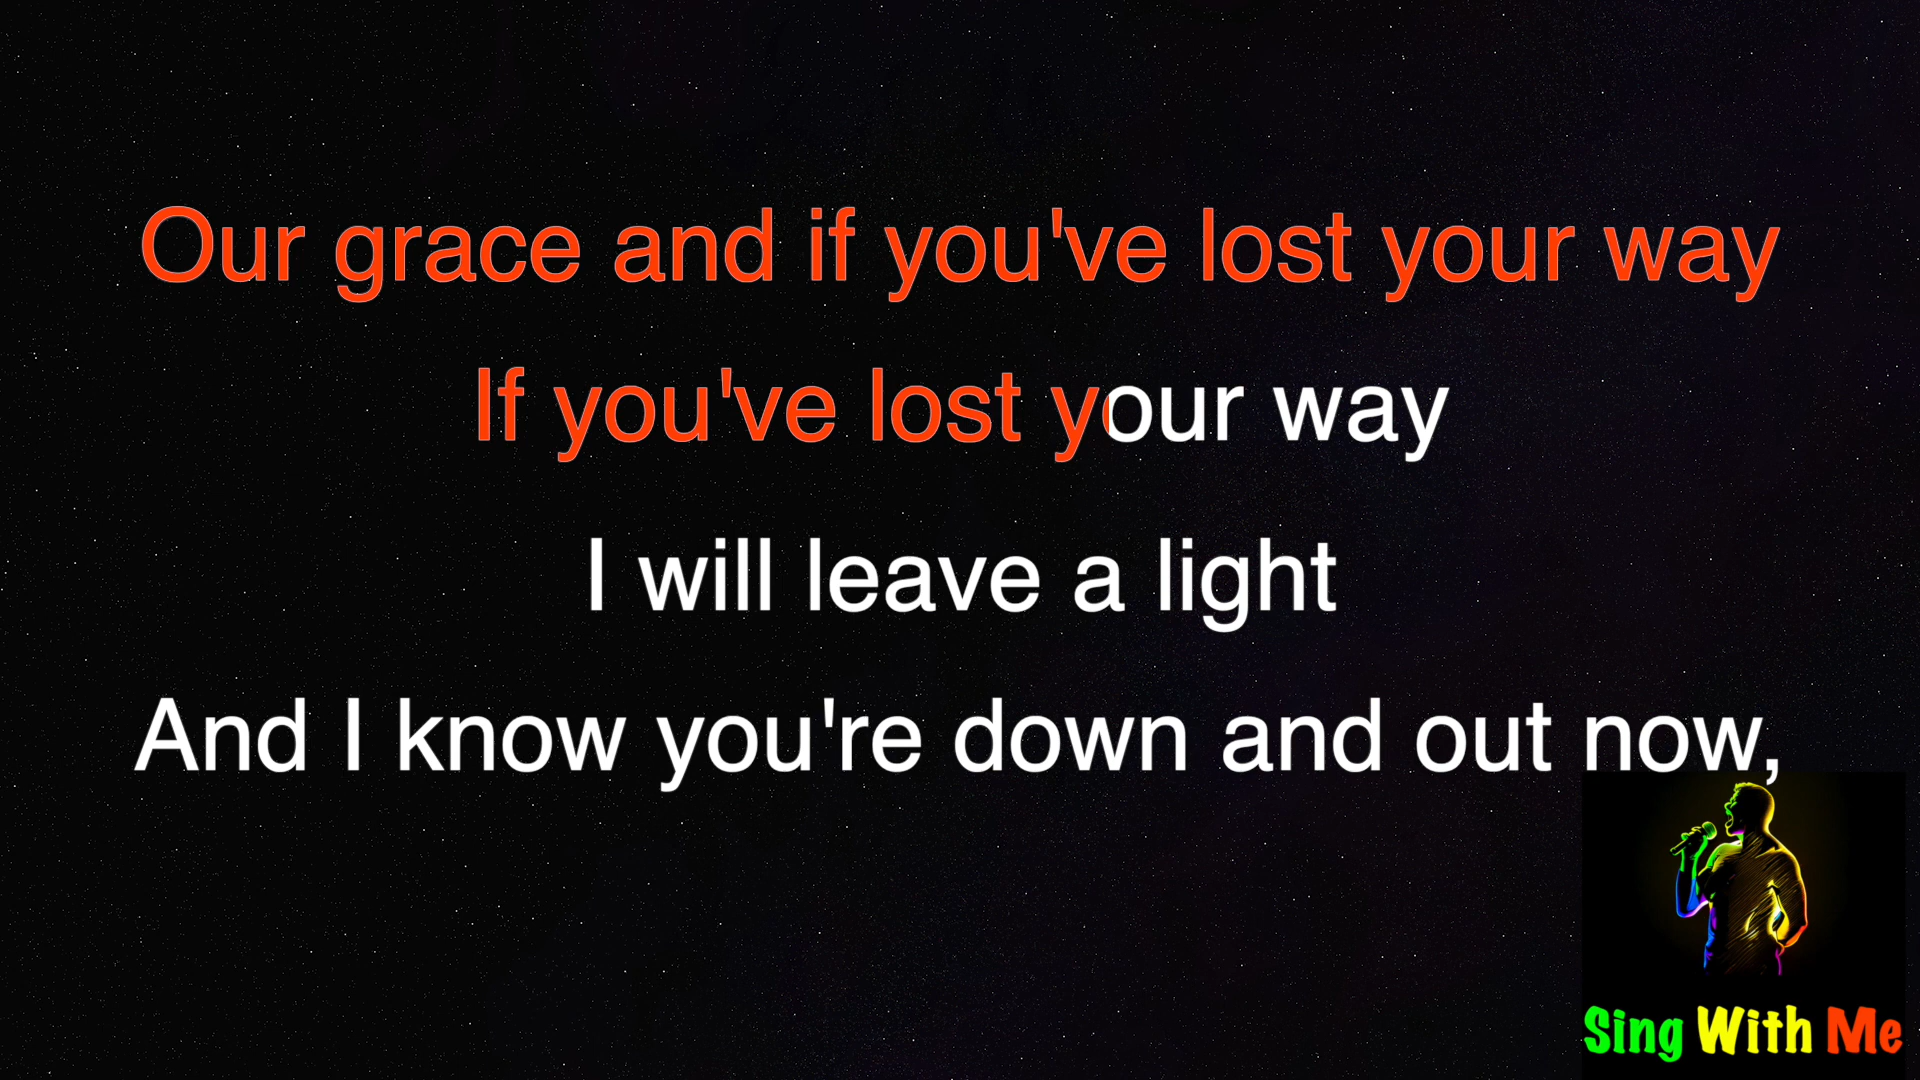 Our grace and if you've lost your way
If you've lost your way
I will leave a light
And I know you're down and out now,
Sing With Me